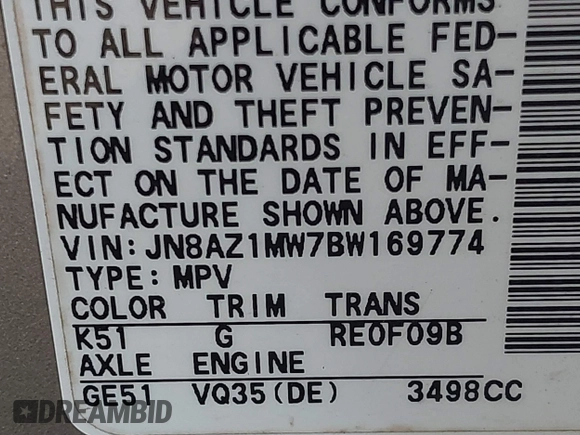 THIS VEHICLE CONFORMS
TO ALL APPLICABLE FED-
ERAL MOTOR VEHICLE SA-
FETY AND THEFT PREVEN-
TION STANDARDS IN EFF-
ECT ON THE DATE OF MA-
NUFACTURE SHOWN ABOVE.
VIN:JN8AZ1MW7BW169774
TYPE:MPV
COLOR TRIM TRANS
K51 G RE0F09B
AXLE ENGINE
GE51 VQ35(DE) 3498CC
DREAMBID